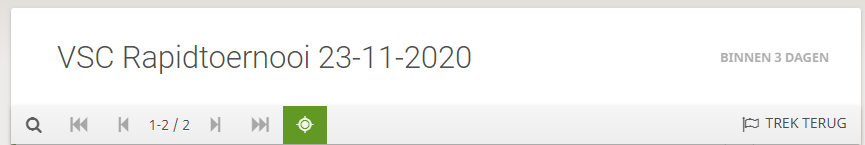 VSC Rapidtoernooi 23-11-2020
BINNEN 3 DAGEN
1-2 / 2
TREK TERUG